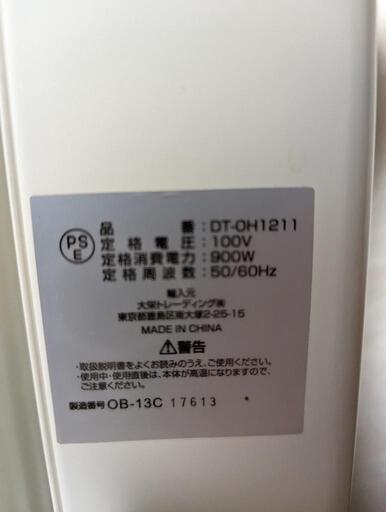 PS
E
品 番：DT-OH1211
定格電圧：100V
定格消費電力：900W
定格周波数：50/60Hz
輸入元
大栄トレーディング㈱
東京都豊島区南大塚2-25-15
MADE IN CHINA
⚠警告
・取扱説明書をよくお読みのうえ、ご使用ください。
・使用中・使用直後は、本体が高温になりますので、
ご注意ください。
製造番号 OB-13C 17613